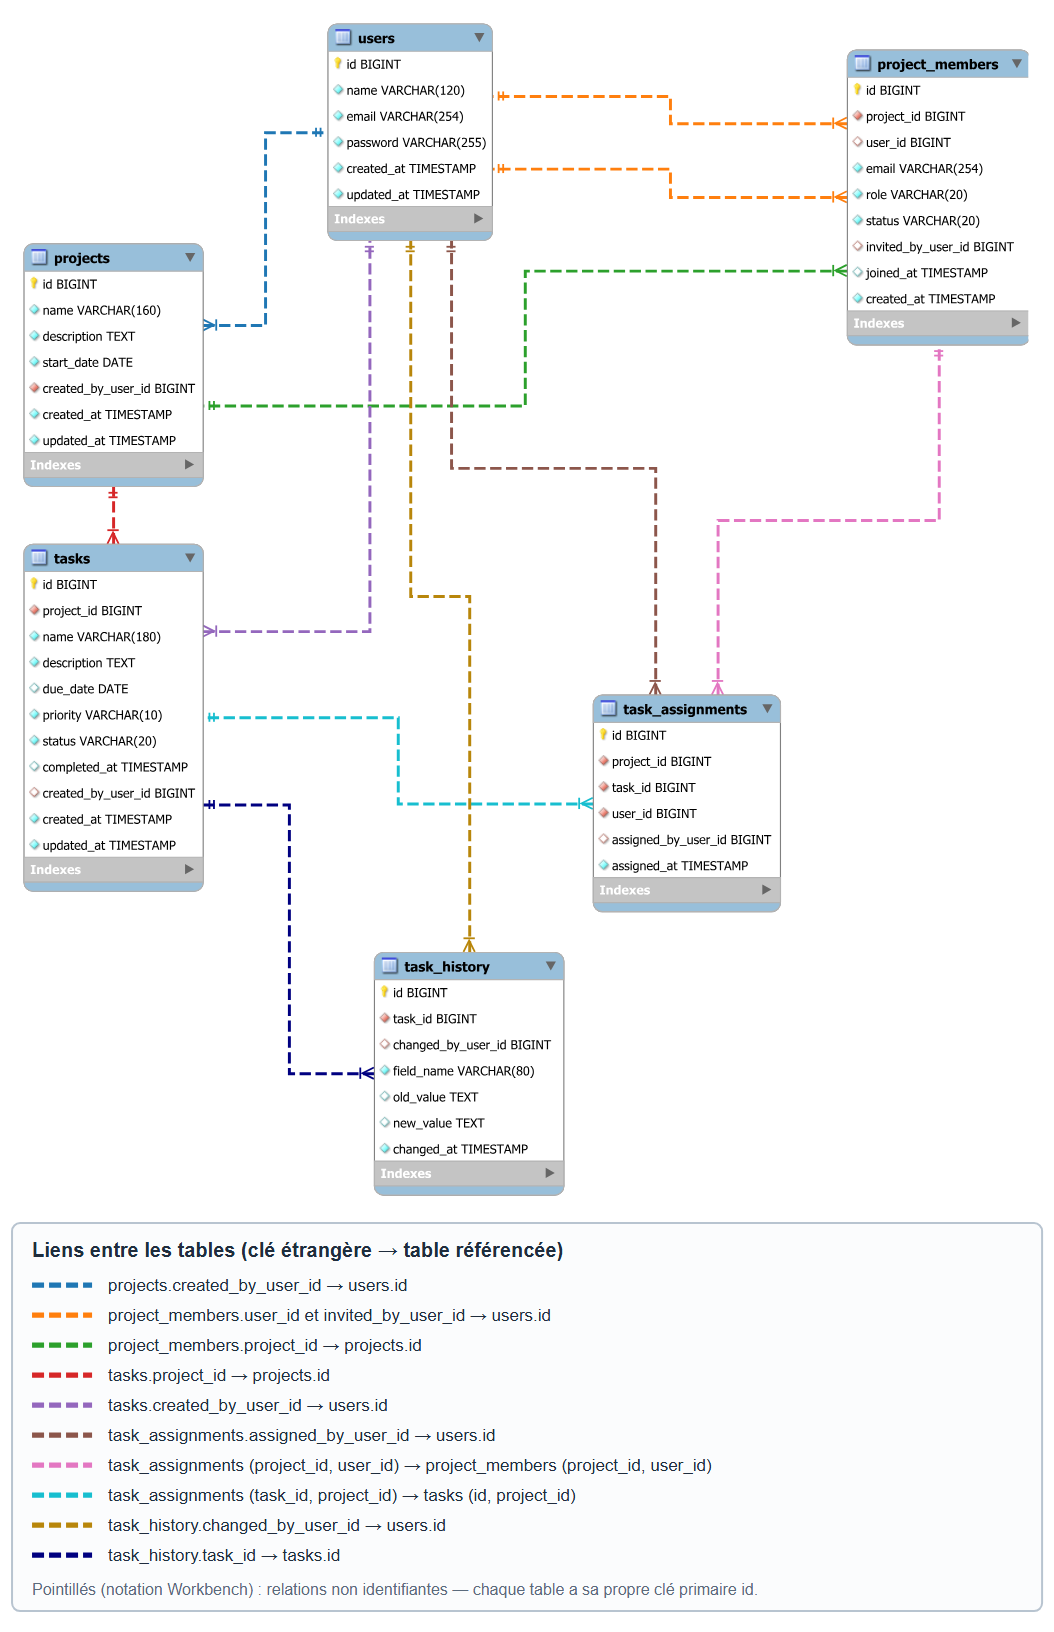 users
id BIGINT
name VARCHAR(120)
email VARCHAR(254)
password VARCHAR(255)
created_at TIMESTAMP
updated_at TIMESTAMP
Indexes
project_members
id BIGINT
project_id BIGINT
user_id BIGINT
email VARCHAR(254)
role VARCHAR(20)
status VARCHAR(20)
invited_by_user_id BIGINT
joined_at TIMESTAMP
created_at TIMESTAMP
Indexes
projects
id BIGINT
name VARCHAR(160)
description TEXT
start_date DATE
created_by_user_id BIGINT
created_at TIMESTAMP
updated_at TIMESTAMP
Indexes
tasks
id BIGINT
project_id BIGINT
name VARCHAR(180)
description TEXT
due_date DATE
priority VARCHAR(10)
status VARCHAR(20)
completed_at TIMESTAMP
created_by_user_id BIGINT
created_at TIMESTAMP
updated_at TIMESTAMP
Indexes
task_assignments
id BIGINT
project_id BIGINT
task_id BIGINT
user_id BIGINT
assigned_by_user_id BIGINT
assigned_at TIMESTAMP
Indexes
task_history
id BIGINT
task_id BIGINT
changed_by_user_id BIGINT
field_name VARCHAR(80)
old_value TEXT
new_value TEXT
changed_at TIMESTAMP
Indexes
Liens entre les tables (clé étrangère → table référencée)
projects.created_by_user_id → users.id
project_members.user_id et invited_by_user_id → users.id
project_members.project_id → projects.id
tasks.project_id → projects.id
tasks.created_by_user_id → users.id
task_assignments.assigned_by_user_id → users.id
task_assignments (project_id, user_id) → project_members (project_id, user_id)
task_assignments (task_id, project_id) → tasks (id, project_id)
task_history.changed_by_user_id → users.id
task_history.task_id → tasks.id
Pointillés (notation Workbench) : relations non identifiantes — chaque table a sa propre clé primaire id.